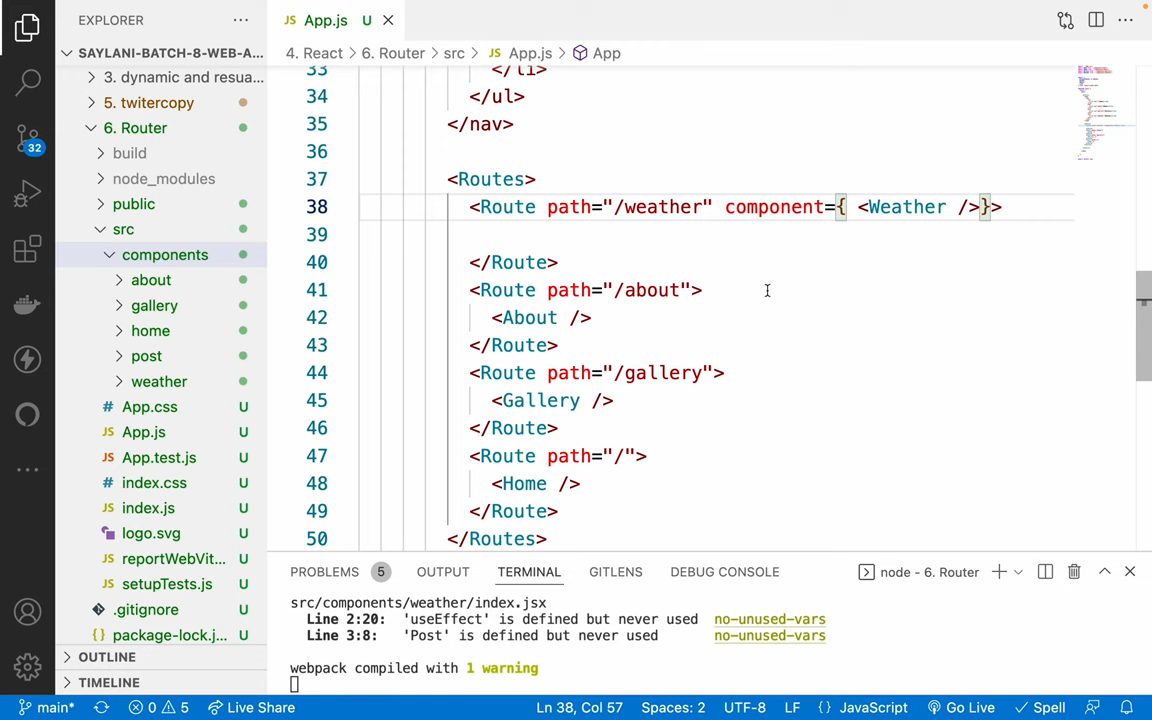 EXPLORER
SAYLANI-BATCH-8-WEB-A...
3. dynamic and resua...
5. twitercopy
6. Router
build
node_modules
public
src
components
about
gallery
home
post
weather
App.css U
App.js U
App.test.js U
index.css U
index.js U
logo.svg U
reportWebVit... U
setupTests.js U
.gitignore U
package-lock.j... U
OUTLINE
TIMELINE
32
JS App.js U
4. React > 6. Router > src > JS App.js > App
33 </li>
34 </ul>
35 </nav>
36
37 <Routes>
38 <Route path="/weather" component={ <Weather />}>
39
40 </Route>
41 <Route path="/about">
42 <About />
43 </Route>
44 <Route path="/gallery">
45 <Gallery />
46 </Route>
47 <Route path="/">
48 <Home />
49 </Route>
50 </Routes>
PROBLEMS 5 OUTPUT TERMINAL GITLENS DEBUG CONSOLE node - 6. Router
src/components/weather/index.jsx
Line 2:20: 'useEffect' is defined but never used no-unused-vars
Line 3:8: 'Post' is defined but never used no-unused-vars
webpack compiled with 1 warning
main* 0 5 Live Share Ln 38, Col 57 Spaces: 2 UTF-8 LF {} JavaScript Go Live Spell